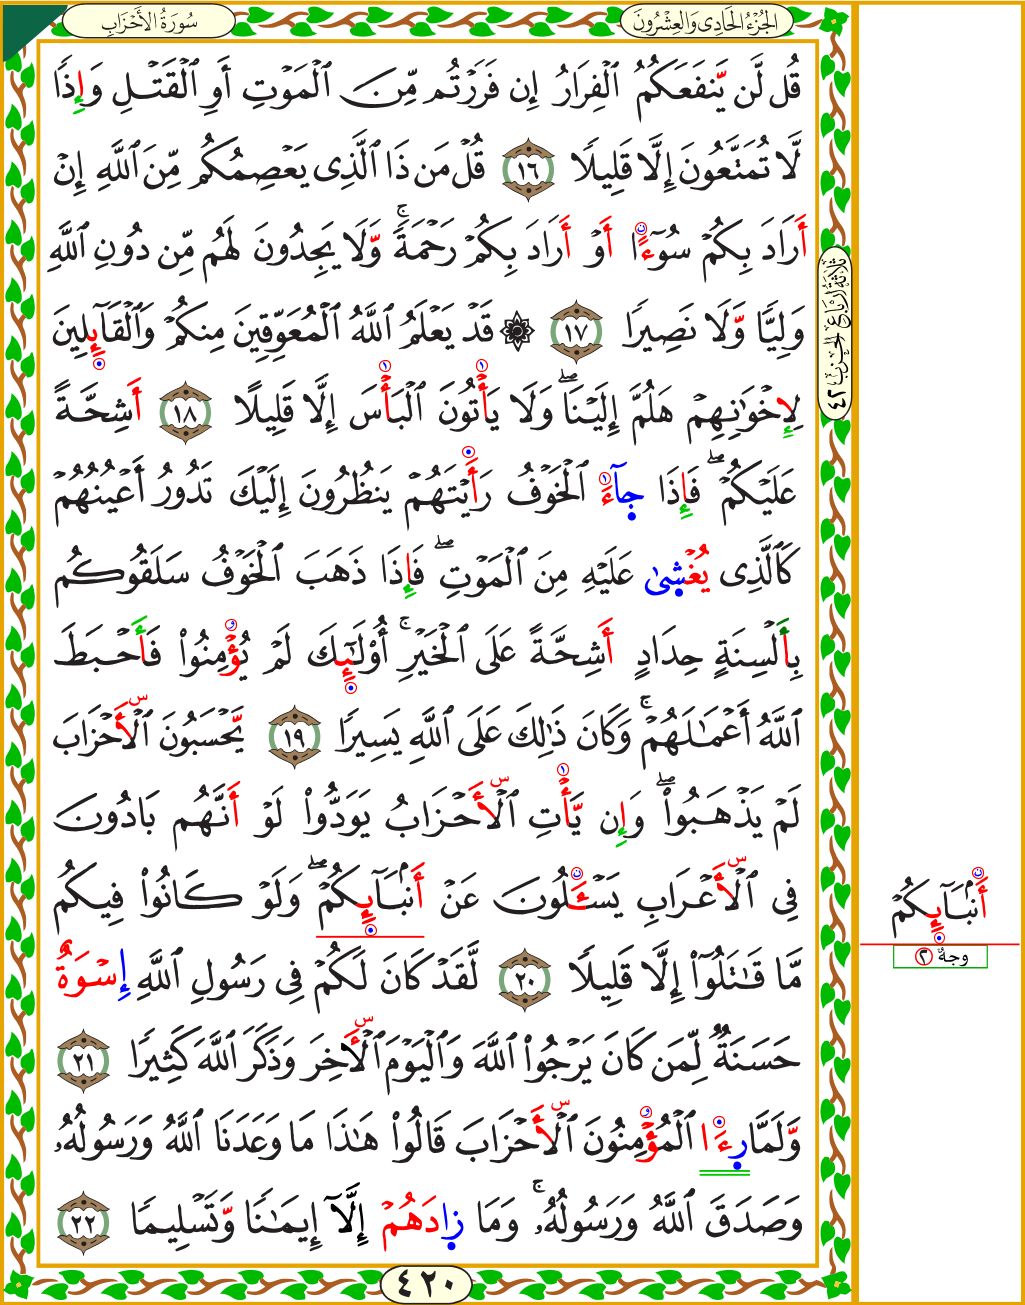 سُورَةُ الأَحْزَابِ
الجُزْءُ الحَادِى وَالعِشْرُونَ
قُل لَّن يَّنفَعَكُمُ ٱلْفِرَارُ إِن فَرَرْتُم مِّنَ ٱلْمَوْتِ أَوِ ٱلْقَتْلِ وَإِذًا
لَّا تُمَتَّعُونَ إِلَّا قَلِيلًا ١٦ قُلْ مَن ذَا ٱلَّذِى يَعْصِمُكُم مِّنَ ٱللَّهِ إِنْ
أَرَادَ بِكُمْ سُوٓءًا أَوْ أَرَادَ بِكُمْ رَحْمَةً ۚ وَّلَا يَجِدُونَ لَهُم مِّن دُونِ ٱللَّهِ
وَلِيًّا وَّلَا نَصِيرًا ١٧ ۞ قَدْ يَعْلَمُ ٱللَّهُ ٱلْمُعَوِّقِينَ مِنكُمْ وَٱلْقَآئِلِينَ
لِإِخْوَٰنِهِمْ هَلُمَّ إِلَيْنَا ۖ وَلَا يَأْتُونَ ٱلْبَأْسَ إِلَّا قَلِيلًا ١٨ أَشِحَّةً
عَلَيْكُمْ ۖ فَإِذَا جَآءَ ٱلْخَوْفُ رَأَيْتَهُمْ يَنظُرُونَ إِلَيْكَ تَدُورُ أَعْيُنُهُمْ
كَٱلَّذِى يُغْشِىٰ عَلَيْهِ مِنَ ٱلْمَوْتِ ۖ فَإِذَا ذَهَبَ ٱلْخَوْفُ سَلَقُوكُم
بِأَلْسِنَةٍ حِدَادٍ أَشِحَّةً عَلَى ٱلْخَيْرِ ۚ أُو۟لَٰٓئِكَ لَمْ يُؤْمِنُوا۟ فَأَحْبَطَ
ٱللَّهُ أَعْمَٰلَهُمْ ۚ وَكَانَ ذَٰلِكَ عَلَى ٱللَّهِ يَسِيرًا ١٩ يَّحْسَبُونَ ٱلْأَحْزَابَ
لَمْ يَذْهَبُوا۟ ۖ وَإِن يَّأْتِ ٱلْأَحْزَابُ يَوَدُّوا۟ لَوْ أَنَّهُم بَادُونَ
فِى ٱلْأَعْرَابِ يَسْـَٔلُونَ عَنْ أَنۢبَآئِكُمْ ۖ وَلَوْ كَانُوا۟ فِيكُم
مَّا قَٰتَلُوٓا۟ إِلَّا قَلِيلًا ٢٠ لَّقَدْ كَانَ لَكُمْ فِى رَسُولِ ٱللَّهِ إِسْوَةٌ
حَسَنَةٌ لِّمَن كَانَ يَرْجُوا۟ ٱللَّهَ وَٱلْيَوْمَ ٱلْأَخِرَ وَذَكَرَ ٱللَّهَ كَثِيرًا ٢١
وَّلَمَّا رِءَا ٱلْمُؤْمِنُونَ ٱلْأَحْزَابَ قَالُوا۟ هَٰذَا مَا وَعَدَنَا ٱللَّهُ وَرَسُولُهُۥ
وَصَدَقَ ٱللَّهُ وَرَسُولُهُۥ ۚ وَمَا زِادَهُمْ إِلَّآ إِيمَٰنًا وَّتَسْلِيمًا ٢٢
٤٢٠
ثَلَاثَةُ أَرْبَاعِ الحِزْب ٤٢
أَنۢبَآئِكُمْ
وجهٌ ٢